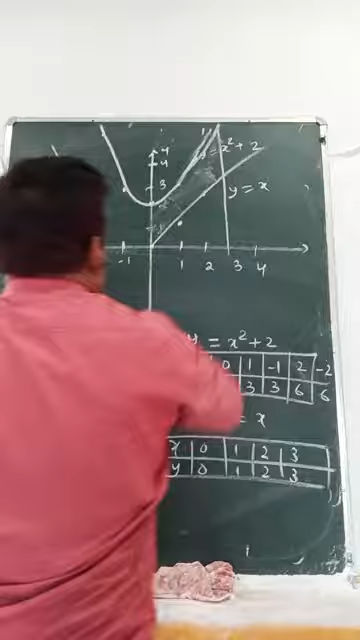 4
4
y = x² + 2
3
y = x
-1 1 2 3 4
y = x² + 2
0 1 -1 2 -2
3 3 6 6
= x
x 0 1 2 3
y 0 1 2 3